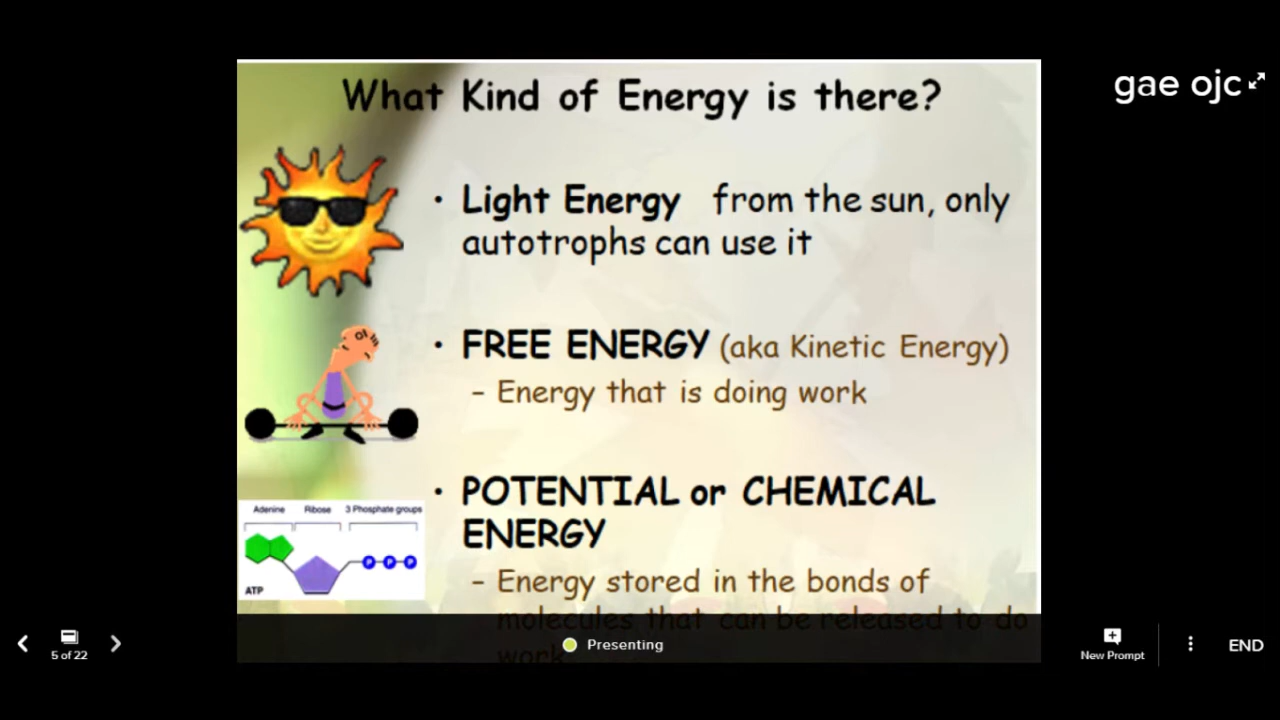 What Kind of Energy is there?
gae ojc
• Light Energy from the sun, only
autotrophs can use it
• FREE ENERGY (aka Kinetic Energy)
– Energy that is doing work
• POTENTIAL or CHEMICAL
ENERGY
– Energy stored in the bonds of
molecules that can be released to do
work
Adenine Ribose 3 Phosphate groups
P P P
ATP
5 of 22
Presenting
New Prompt
END